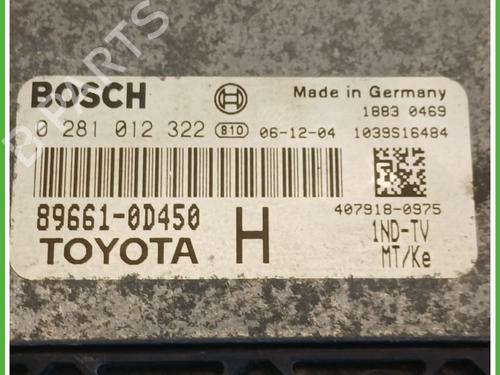 B-PARTS
BOSCH
Made in Germany
1883 0469
0 281 012 322 810 06-12-04 1039S16484
89661-0D450
H
407918-0975
TOYOTA
1ND-TV
MT/Ke